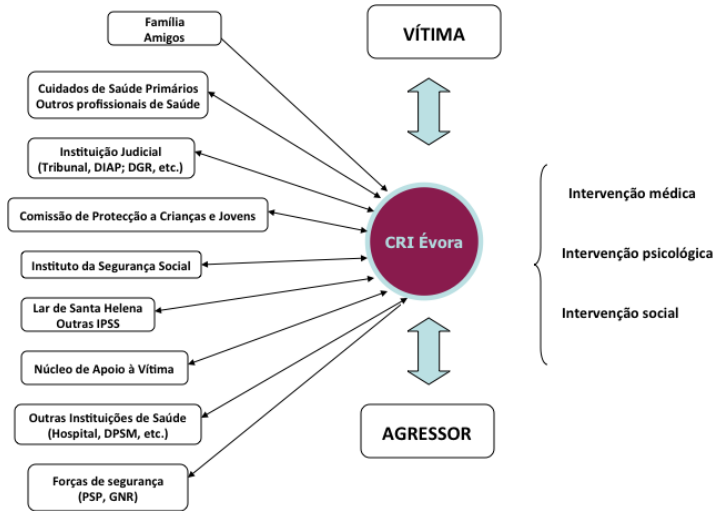 Família
Amigos
VÍTIMA
Cuidados de Saúde Primários
Outros profissionais de Saúde
Instituição Judicial
(Tribunal, DIAP; DGR, etc.)
Comissão de Protecção a Crianças e Jovens
Instituto da Segurança Social
Lar de Santa Helena
Outras IPSS
Núcleo de Apoio à Vítima
Outras Instituições de Saúde
(Hospital, DPSM, etc.)
Forças de segurança
(PSP, GNR)
CRI Évora
AGRESSOR
Intervenção médica
Intervenção psicológica
Intervenção social